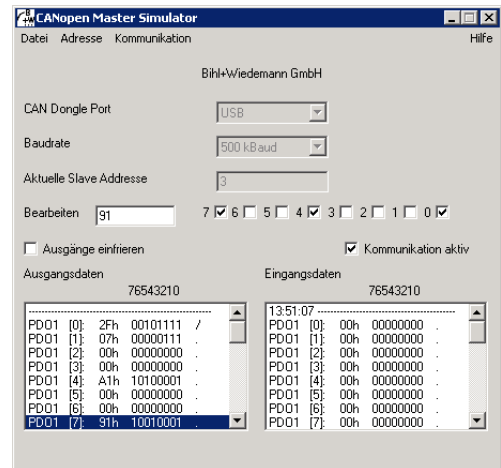 CANopen Master Simulator
Datei Adresse Kommunikation Hilfe
Bihl+Wiedemann GmbH
CAN Dongle Port USB
Baudrate 500 kBaud
Aktuelle Slave Addresse 3
Bearbeiten 91 7 6 5 4 3 2 1 0
Ausgänge einfrieren Kommunikation aktiv
Ausgangsdaten Eingangsdaten
76543210 76543210
13:51:07
PDO1 [0]: 2Fh 00101111 / PDO1 [0]: 00h 00000000 .
PDO1 [1]: 07h 00000111 . PDO1 [1]: 00h 00000000 .
PDO1 [2]: 00h 00000000 . PDO1 [2]: 00h 00000000 .
PDO1 [3]: 00h 00000000 . PDO1 [3]: 00h 00000000 .
PDO1 [4]: A1h 10100001 . PDO1 [4]: 00h 00000000 .
PDO1 [5]: 00h 00000000 . PDO1 [5]: 00h 00000000 .
PDO1 [6]: 00h 00000000 . PDO1 [6]: 00h 00000000 .
PDO1 [7]: 91h 10010001 . PDO1 [7]: 00h 00000000 .